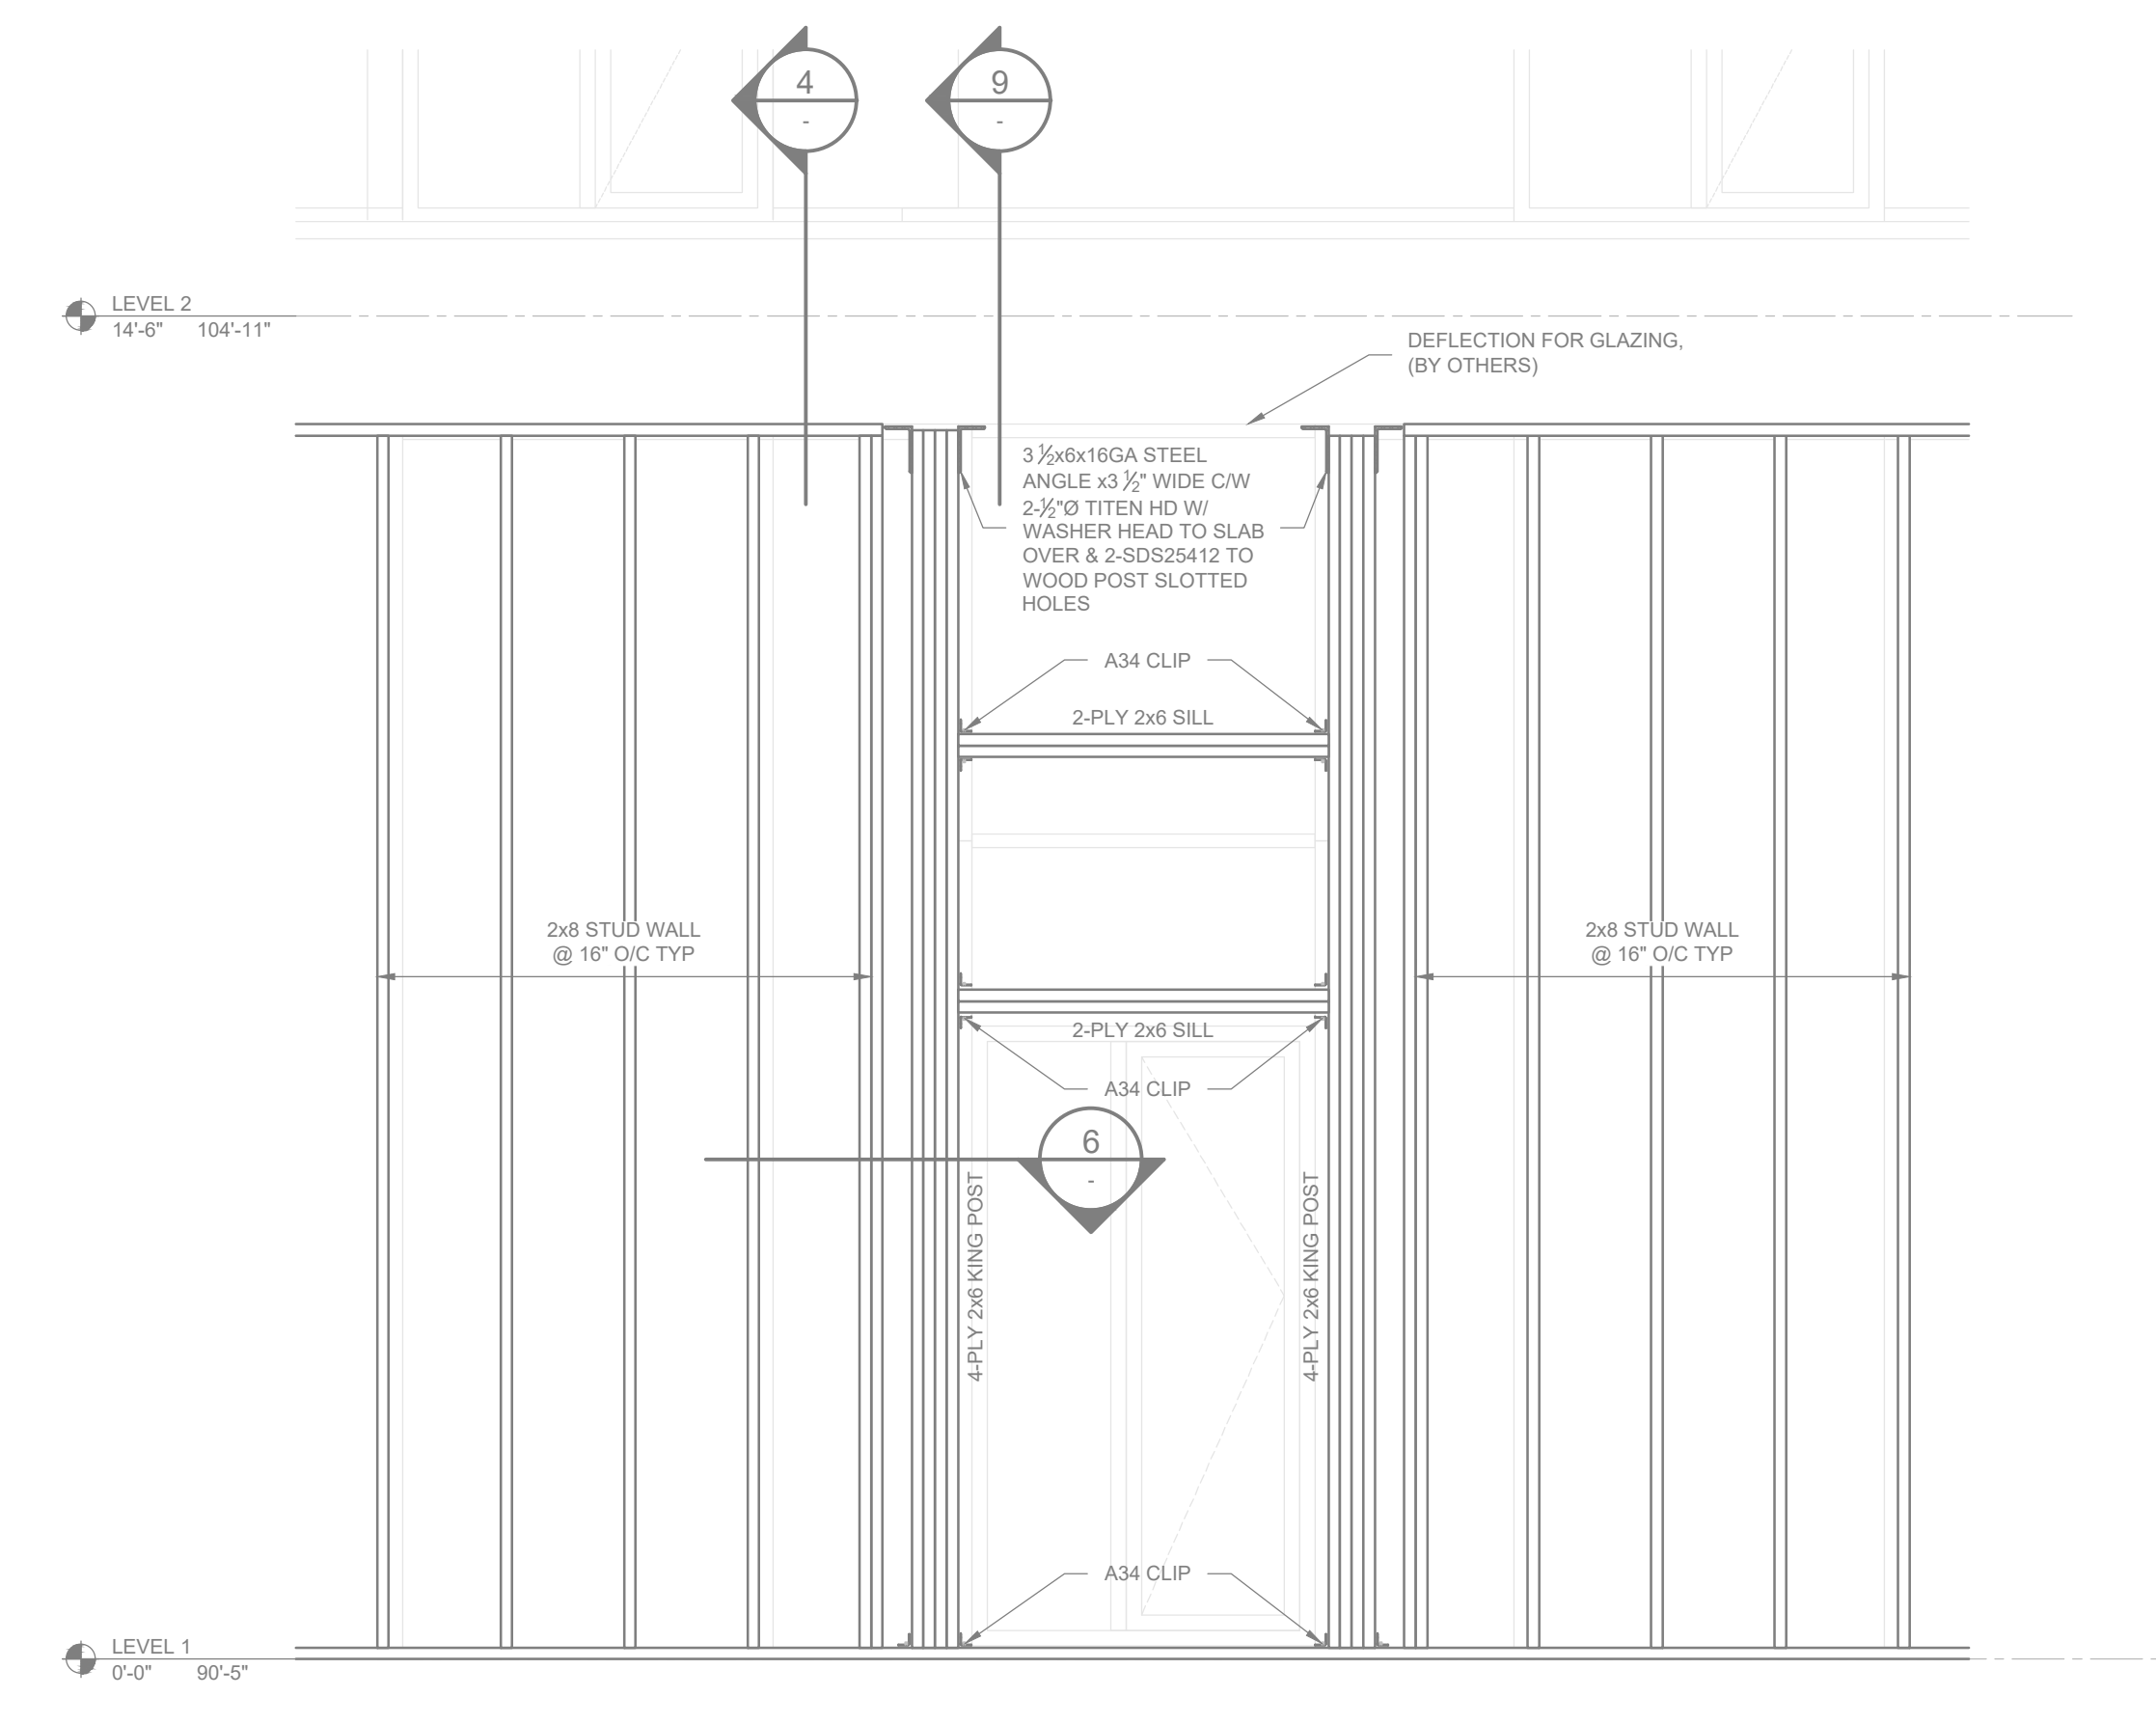 4
-
9
-
LEVEL 2
14'-6" 104'-11"
DEFLECTION FOR GLAZING,
(BY OTHERS)
3 ½x6x16GA STEEL
ANGLE x3 ½" WIDE C/W
2-½"Ø TITEN HD W/
WASHER HEAD TO SLAB
OVER & 2-SDS25412 TO
WOOD POST SLOTTED
HOLES
A34 CLIP
2-PLY 2x6 SILL
2x8 STUD WALL
@ 16" O/C TYP
2x8 STUD WALL
@ 16" O/C TYP
2-PLY 2x6 SILL
A34 CLIP
6
-
4-PLY 2x6 KING POST
4-PLY 2x6 KING POST
A34 CLIP
LEVEL 1
0'-0" 90'-5"